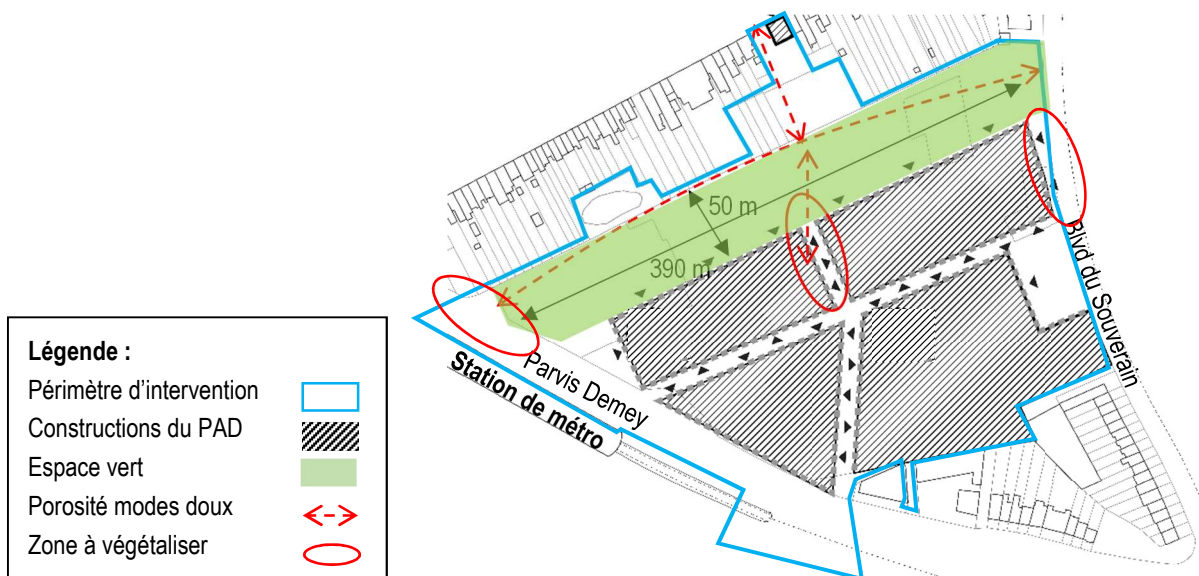 Légende :
Périmètre d'intervention
Constructions du PAD
Espace vert
Porosité modes doux
Zone à végétaliser
50 m
390 m
Parvis Demey
Station de métro
Blvd du Souverain